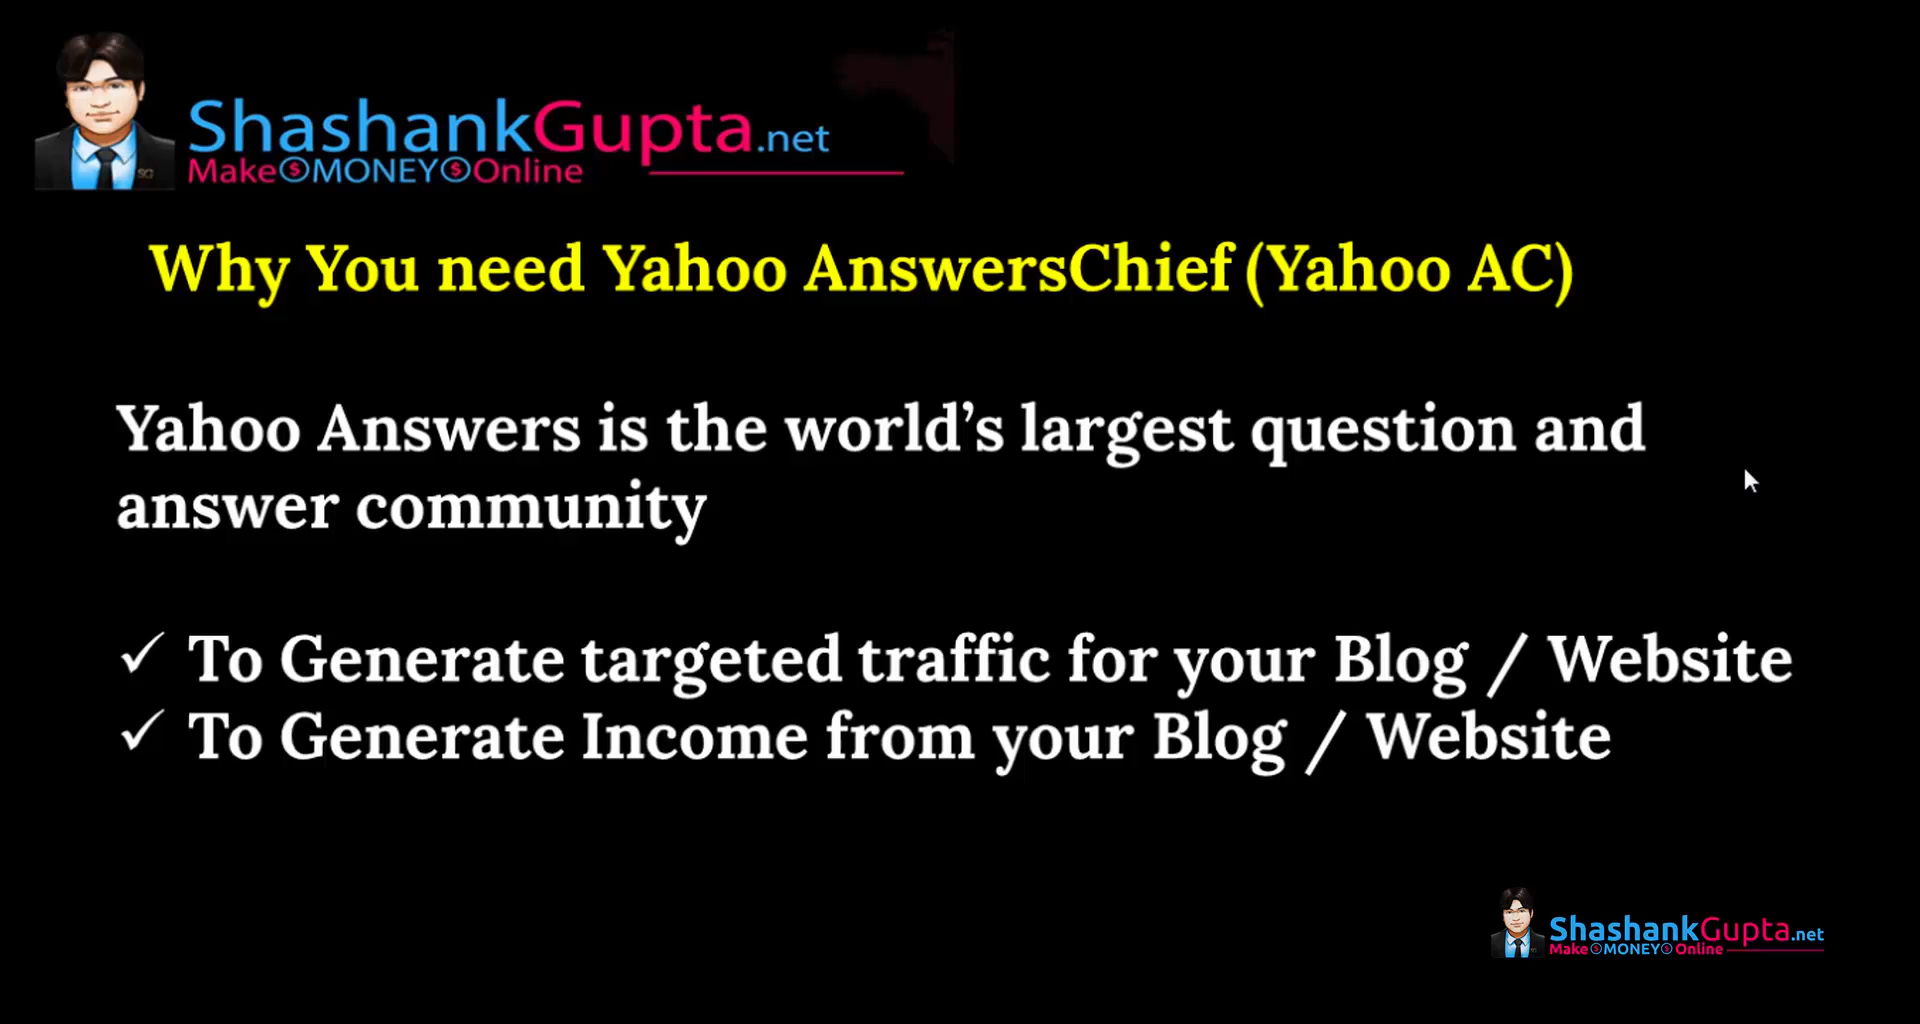 ShashankGupta.net
Make $MONEY$ Online
Why You need Yahoo AnswersChief (Yahoo AC)
Yahoo Answers is the world’s largest question and
answer community
✓ To Generate targeted traffic for your Blog / Website
✓ To Generate Income from your Blog / Website
SG
ShashankGupta.net
Make $MONEY$ Online